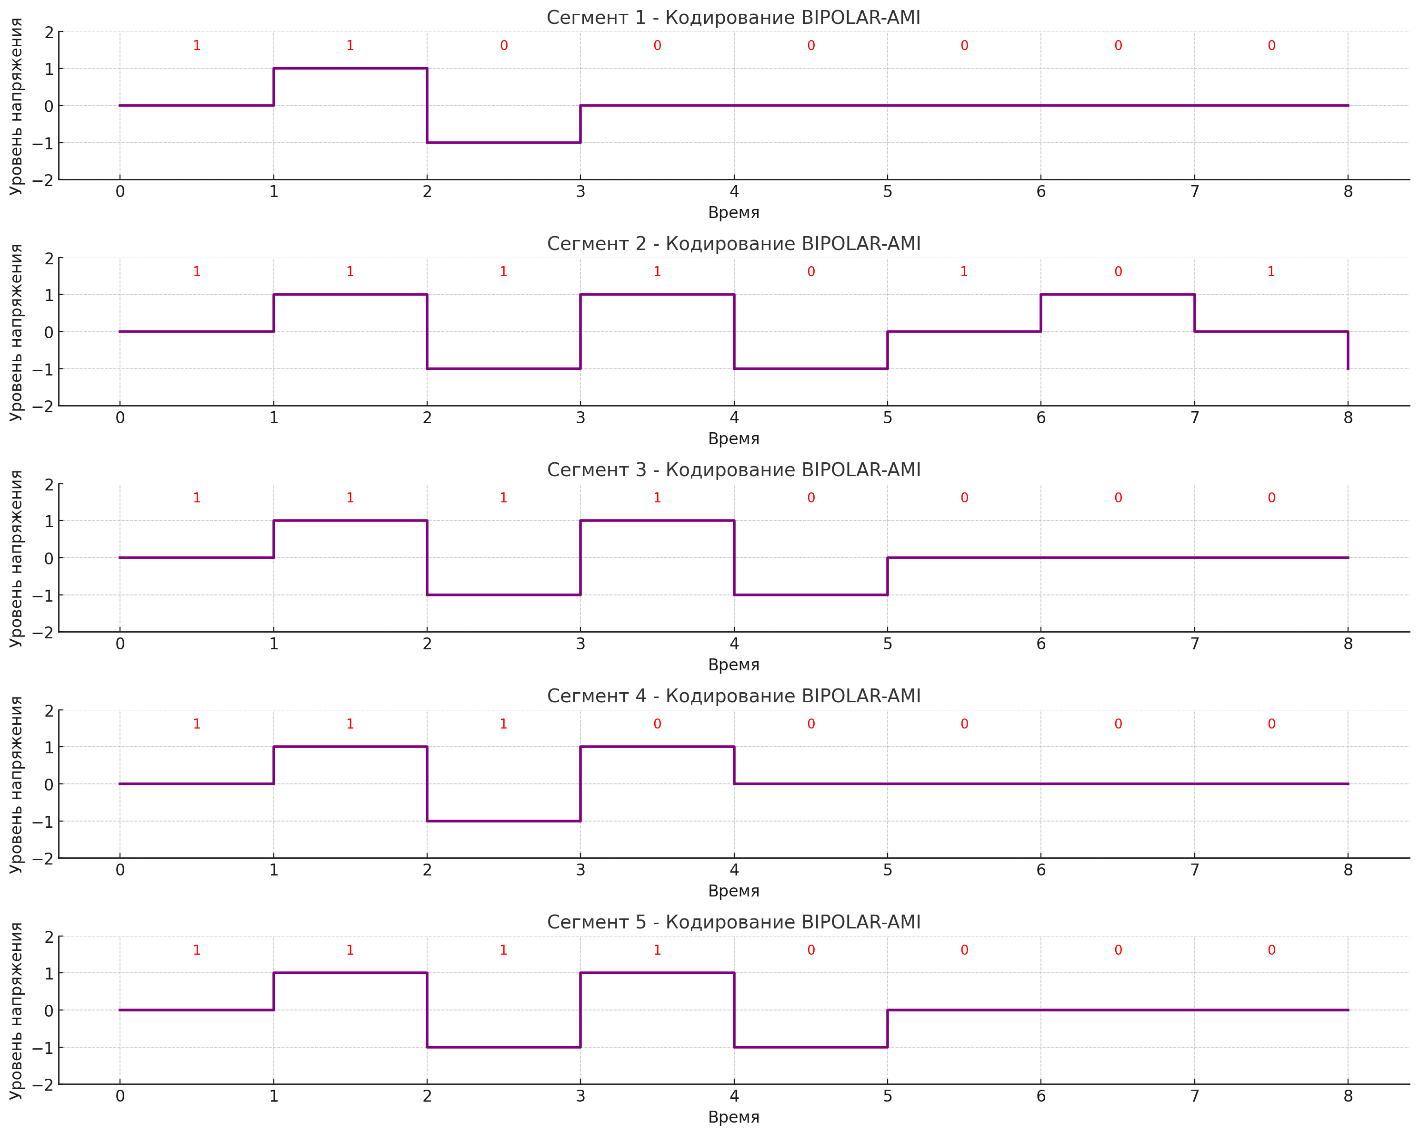 Сегмент 1 - Кодирование BIPOLAR-AMI
Уровень напряжения
2
1
0
−1
−2
1 1 0 0 0 0 0 0
0 1 2 3 4 5 6 7 8
Время
Сегмент 2 - Кодирование BIPOLAR-AMI
Уровень напряжения
2
1
0
−1
−2
1 1 1 1 0 1 0 1
0 1 2 3 4 5 6 7 8
Время
Сегмент 3 - Кодирование BIPOLAR-AMI
Уровень напряжения
2
1
0
−1
−2
1 1 1 1 0 0 0 0
0 1 2 3 4 5 6 7 8
Время
Сегмент 4 - Кодирование BIPOLAR-AMI
Уровень напряжения
2
1
0
−1
−2
1 1 1 0 0 0 0 0
0 1 2 3 4 5 6 7 8
Время
Сегмент 5 - Кодирование BIPOLAR-AMI
Уровень напряжения
2
1
0
−1
−2
1 1 1 1 0 0 0 0
0 1 2 3 4 5 6 7 8
Время